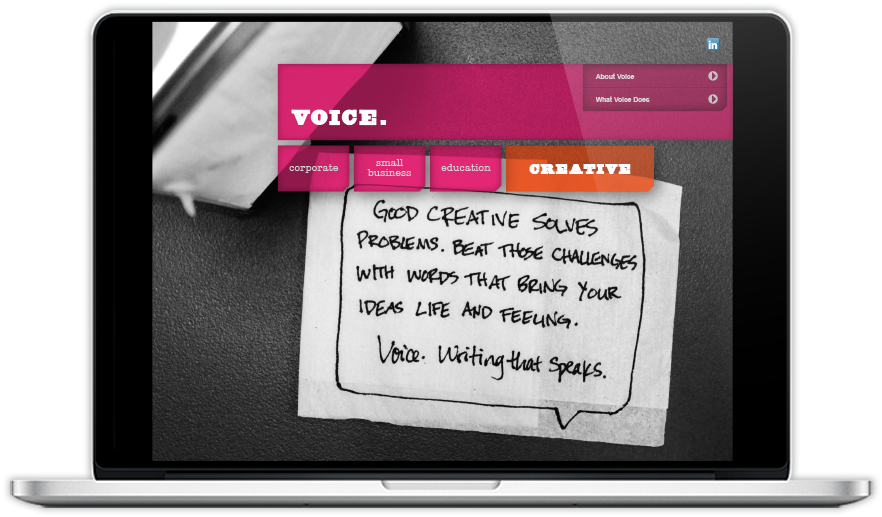 in
About Voice
What Voice Does
VOICE.
corporate
small
business
education
CREATIVE
GOOD CREATIVE SOLVES
PROBLEMS. BEAT THOSE CHALLENGES
WITH WORDS THAT BRING YOUR
IDEAS LIFE AND FEELING.
Voice. Writing that speaks.